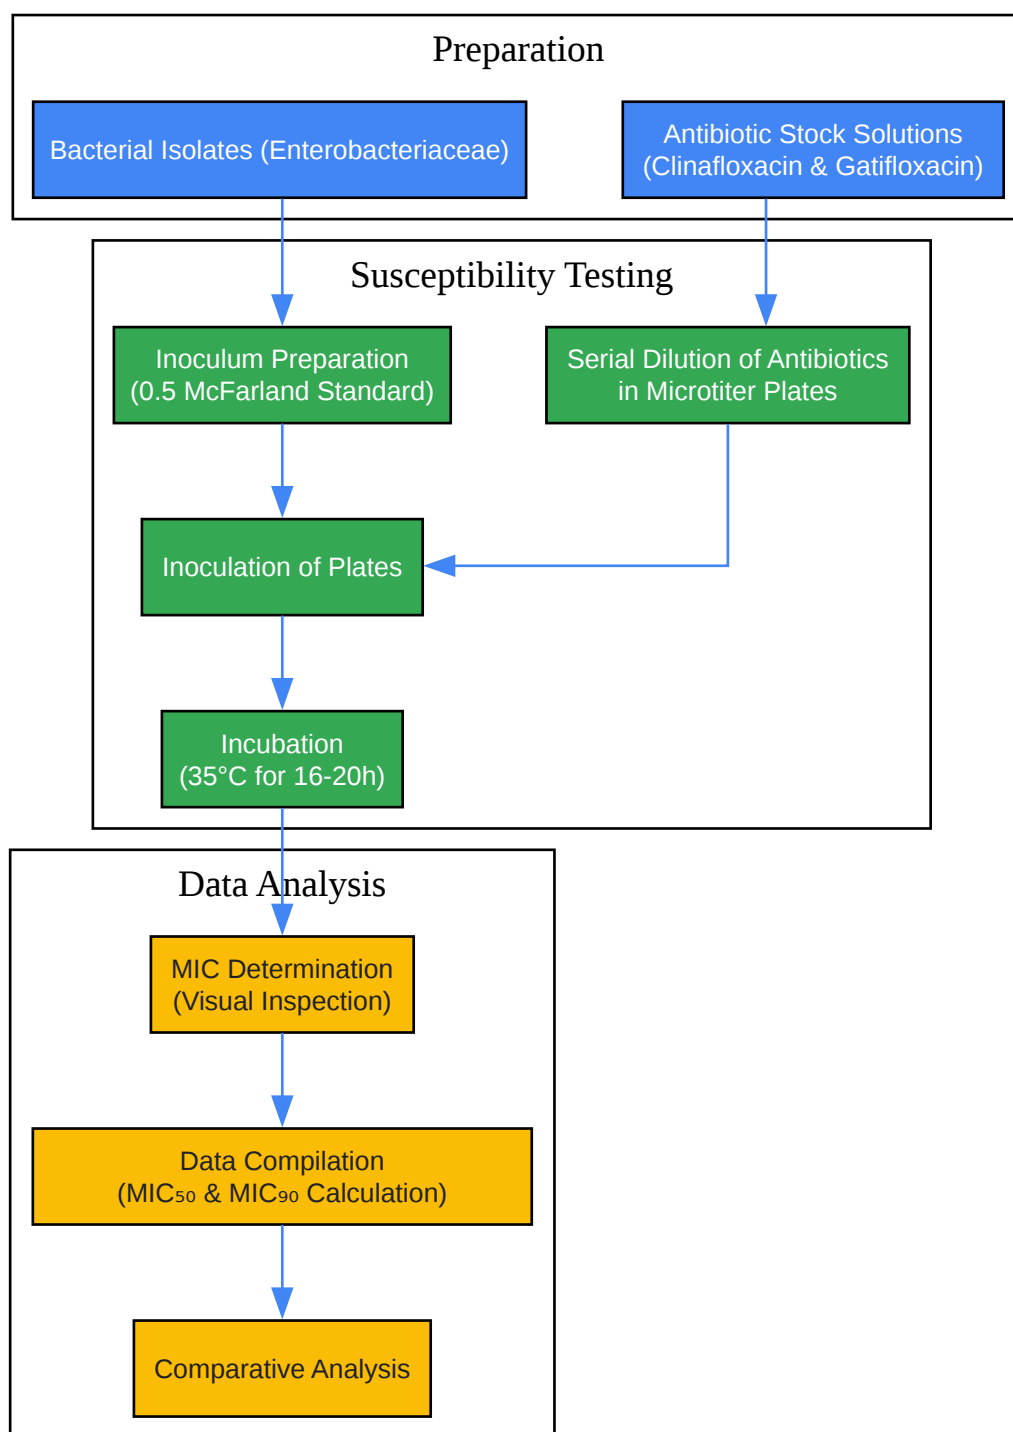 Preparation
Bacterial Isolates (Enterobacteriaceae)
Antibiotic Stock Solutions
(Clinafloxacin & Gatifloxacin)
Susceptibility Testing
Inoculum Preparation
(0.5 McFarland Standard)
Serial Dilution of Antibiotics
in Microtiter Plates
Inoculation of Plates
Incubation
(35°C for 16-20h)
Data Analysis
MIC Determination
(Visual Inspection)
Data Compilation
(MIC₅₀ & MIC₉₀ Calculation)
Comparative Analysis